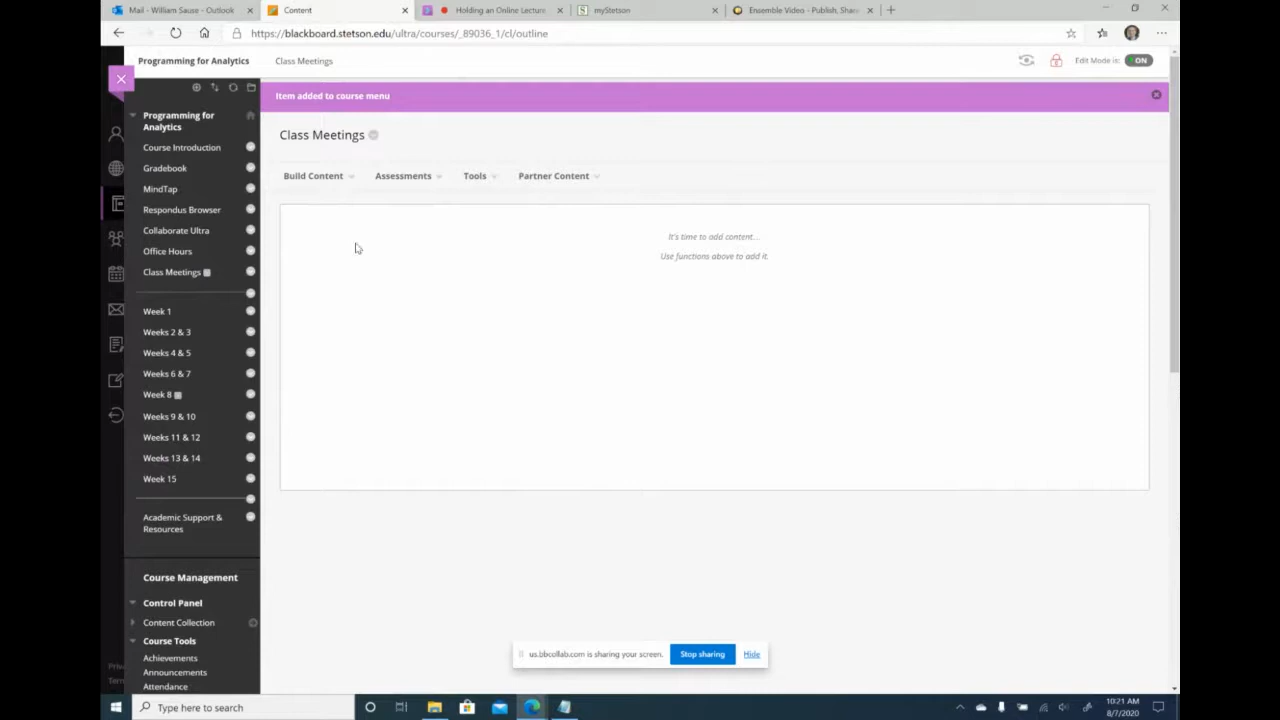 Mail - William Sause - Outlook
Content
Holding an Online Lecture
myStetson
Ensemble Video - Publish, Share
https://blackboard.stetson.edu/ultra/courses/_89036_1/cl/outline
Programming for Analytics
Class Meetings
Edit Mode is:
ON
Item added to course menu
Programming for
Analytics
Course Introduction
Gradebook
MindTap
Respondus Browser
Collaborate Ultra
Office Hours
Class Meetings
Week 1
Weeks 2 & 3
Weeks 4 & 5
Weeks 6 & 7
Week 8
Weeks 9 & 10
Weeks 11 & 12
Weeks 13 & 14
Week 15
Academic Support &
Resources
Course Management
Control Panel
Content Collection
Course Tools
Achievements
Announcements
Attendance
Class Meetings
Build Content
Assessments
Tools
Partner Content
It's time to add content...
Use functions above to add it.
Priv
Term
us.bbcollab.com is sharing your screen.
Stop sharing
Hide
Type here to search
10:21 AM
8/7/2020